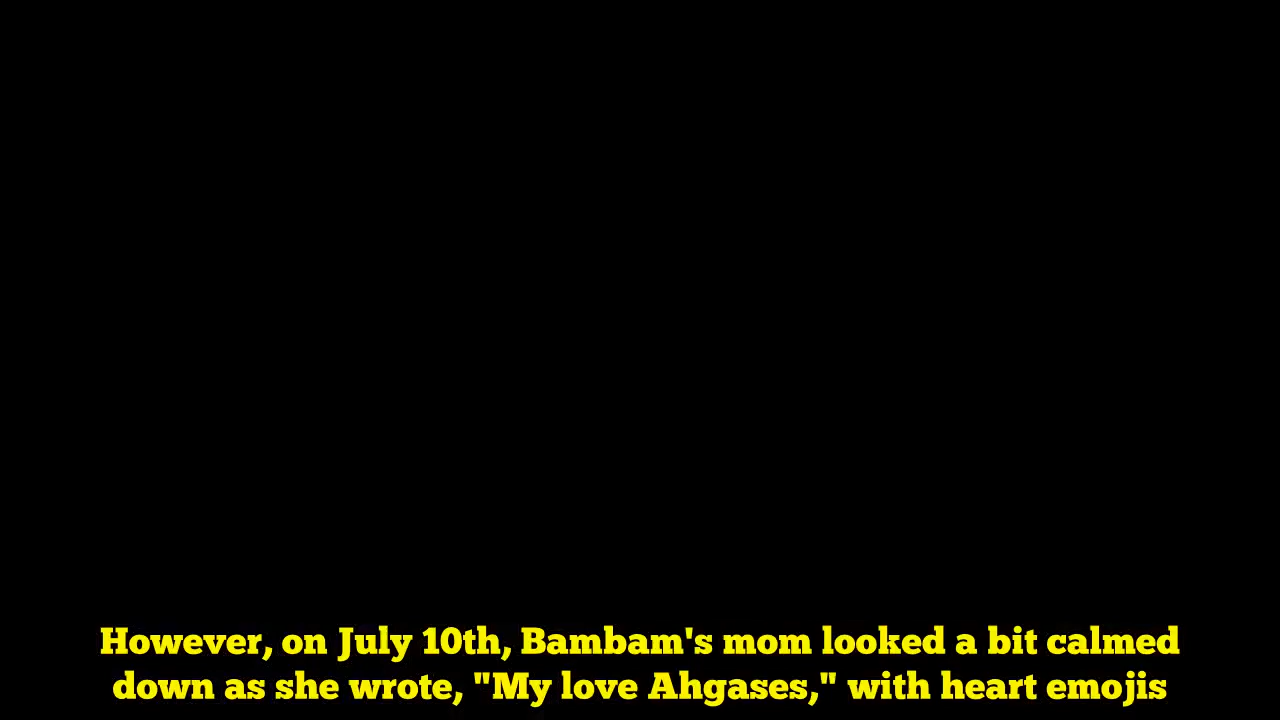 However, on July 10th, Bambam's mom looked a bit calmed
down as she wrote, "My love Ahgases," with heart emojis